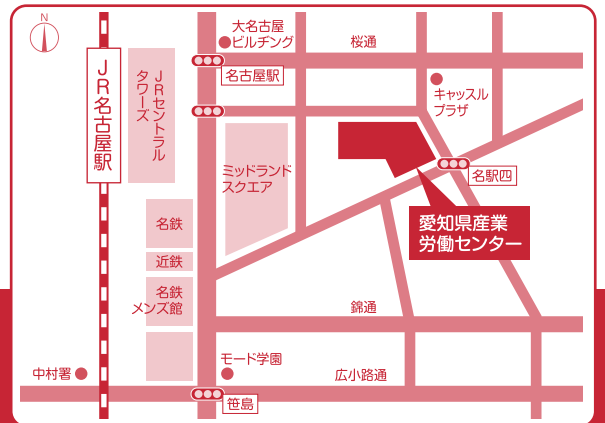 N
大名古屋
ビルヂング
桜通
名古屋駅
JR名古屋駅
JRセントラル
タワーズ
キャッスル
プラザ
ミッドランド
スクエア
名駅四
愛知県産業
労働センター
名鉄
近鉄
名鉄
メンズ館
錦通
モード学園
中村署
広小路通
笹島